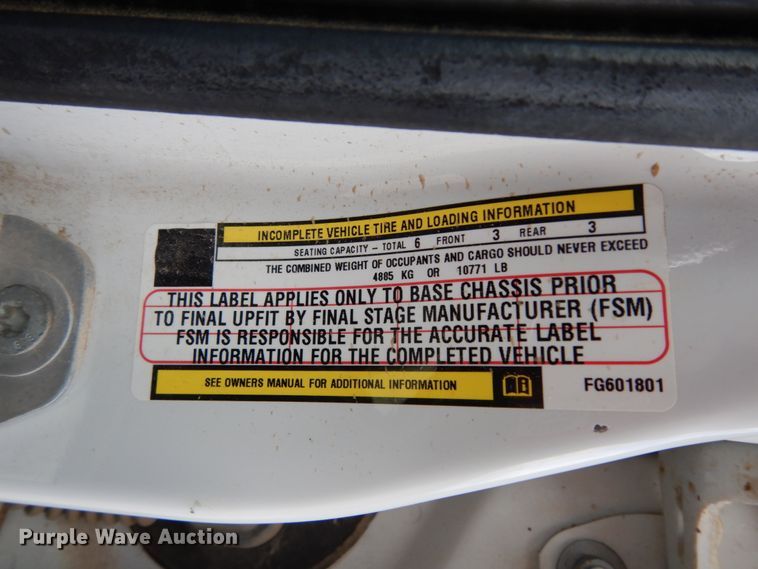 INCOMPLETE VEHICLE TIRE AND LOADING INFORMATION
SEATING CAPACITY - TOTAL 6 FRONT 3 REAR 3
THE COMBINED WEIGHT OF OCCUPANTS AND CARGO SHOULD NEVER EXCEED
4885 KG OR 10771 LB
THIS LABEL APPLIES ONLY TO BASE CHASSIS PRIOR
TO FINAL UPFIT BY FINAL STAGE MANUFACTURER (FSM)
FSM IS RESPONSIBLE FOR THE ACCURATE LABEL
INFORMATION FOR THE COMPLETED VEHICLE
SEE OWNERS MANUAL FOR ADDITIONAL INFORMATION
FG601801
Purple Wave Auction